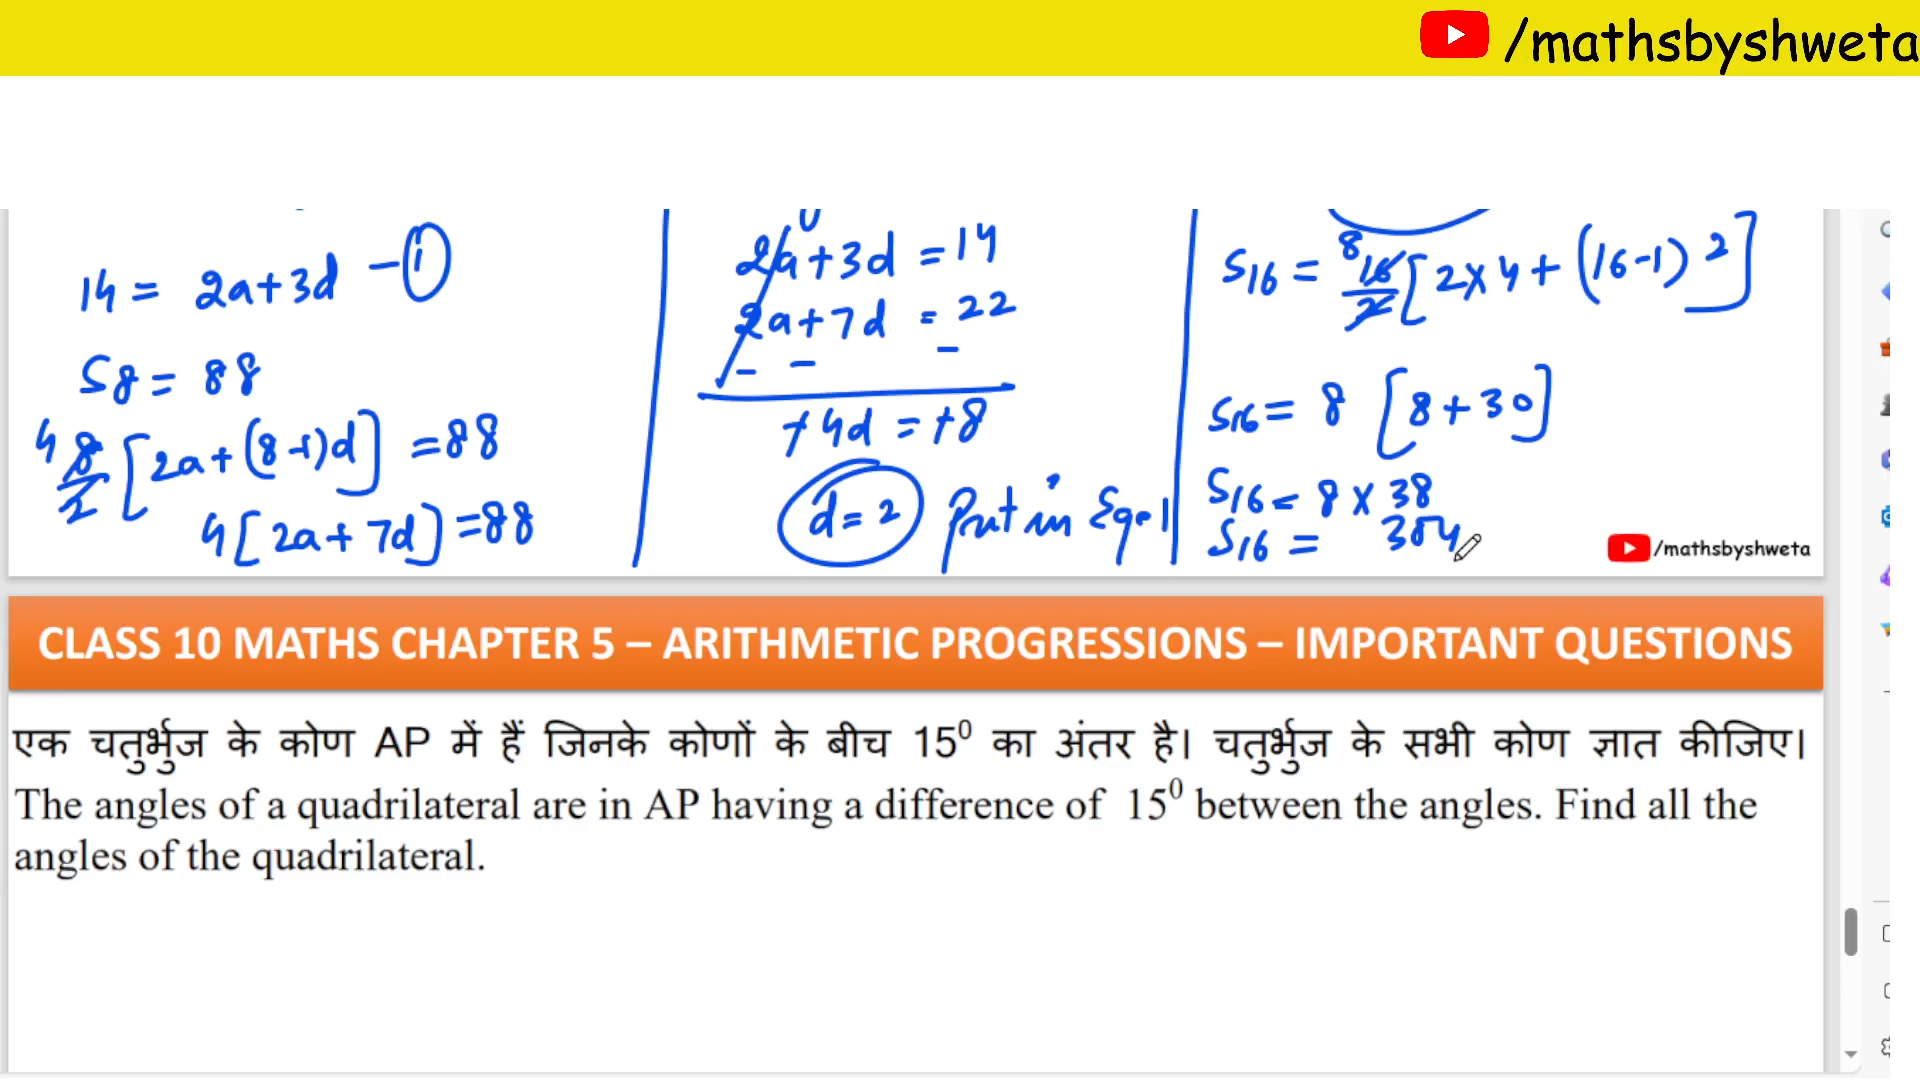 /mathsbyshweta
14 = 2a+3d –(i)
S8 = 88
4 8/2 [2a+(8-1)d] = 88
4[2a+7d] = 88
2a+3d = 14
2a+7d = 22
– – –
+4d = +8
d = 2 Put in Eqn 1
S16 = 8 16/2 [2×4+(16-1)2]
S16 = 8 [8+30]
S16 = 8×38
S16 = 304
/mathsbyshweta
CLASS 10 MATHS CHAPTER 5 – ARITHMETIC PROGRESSIONS – IMPORTANT QUESTIONS
एक चतुर्भुज के कोण AP में हैं जिनके कोणों के बीच 15⁰ का अंतर है। चतुर्भुज के सभी कोण ज्ञात कीजिए।
The angles of a quadrilateral are in AP having a difference of 15⁰ between the angles. Find all the
angles of the quadrilateral.